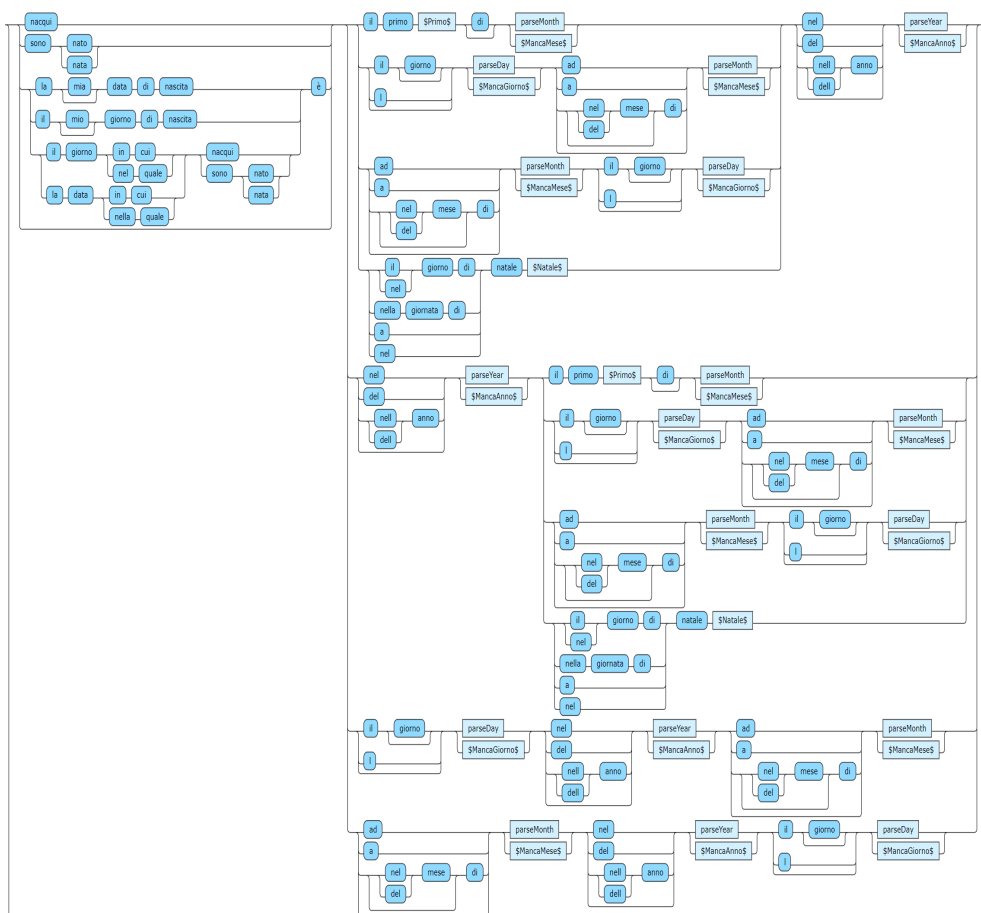 nacqui il primo $Primo$ di parseMonth nel parseYear
sono nato $MancaMese$ del $MancaAnno$
nata il giorno parseDay ad parseMonth nell anno
la mia data di nascita è l $MancaGiorno$ a $MancaMese$ dell
nel mese di
il mio giorno di nascita del
il giorno in cui nacqui ad parseMonth il giorno parseDay
nel quale sono nato a $MancaMese$ l $MancaGiorno$
la data in cui nata nel mese di
nella quale del
il giorno di natale $Natale$
nel
nella giornata di
a
nel
nel parseYear il primo $Primo$ di parseMonth
del $MancaAnno$ $MancaMese$
nell anno il giorno parseDay ad parseMonth
dell l $MancaGiorno$ a $MancaMese$
nel mese di
del
ad parseMonth il giorno parseDay
a $MancaMese$ l $MancaGiorno$
nel mese di
del
il giorno di natale $Natale$
nel
nella giornata di
a
nel
il giorno parseDay nel parseYear ad parseMonth
l $MancaGiorno$ del $MancaAnno$ a $MancaMese$
nell anno nel mese di
dell del
ad parseMonth nel parseYear il giorno parseDay
a $MancaMese$ del $MancaAnno$ l $MancaGiorno$
nel mese di nell anno
del dell